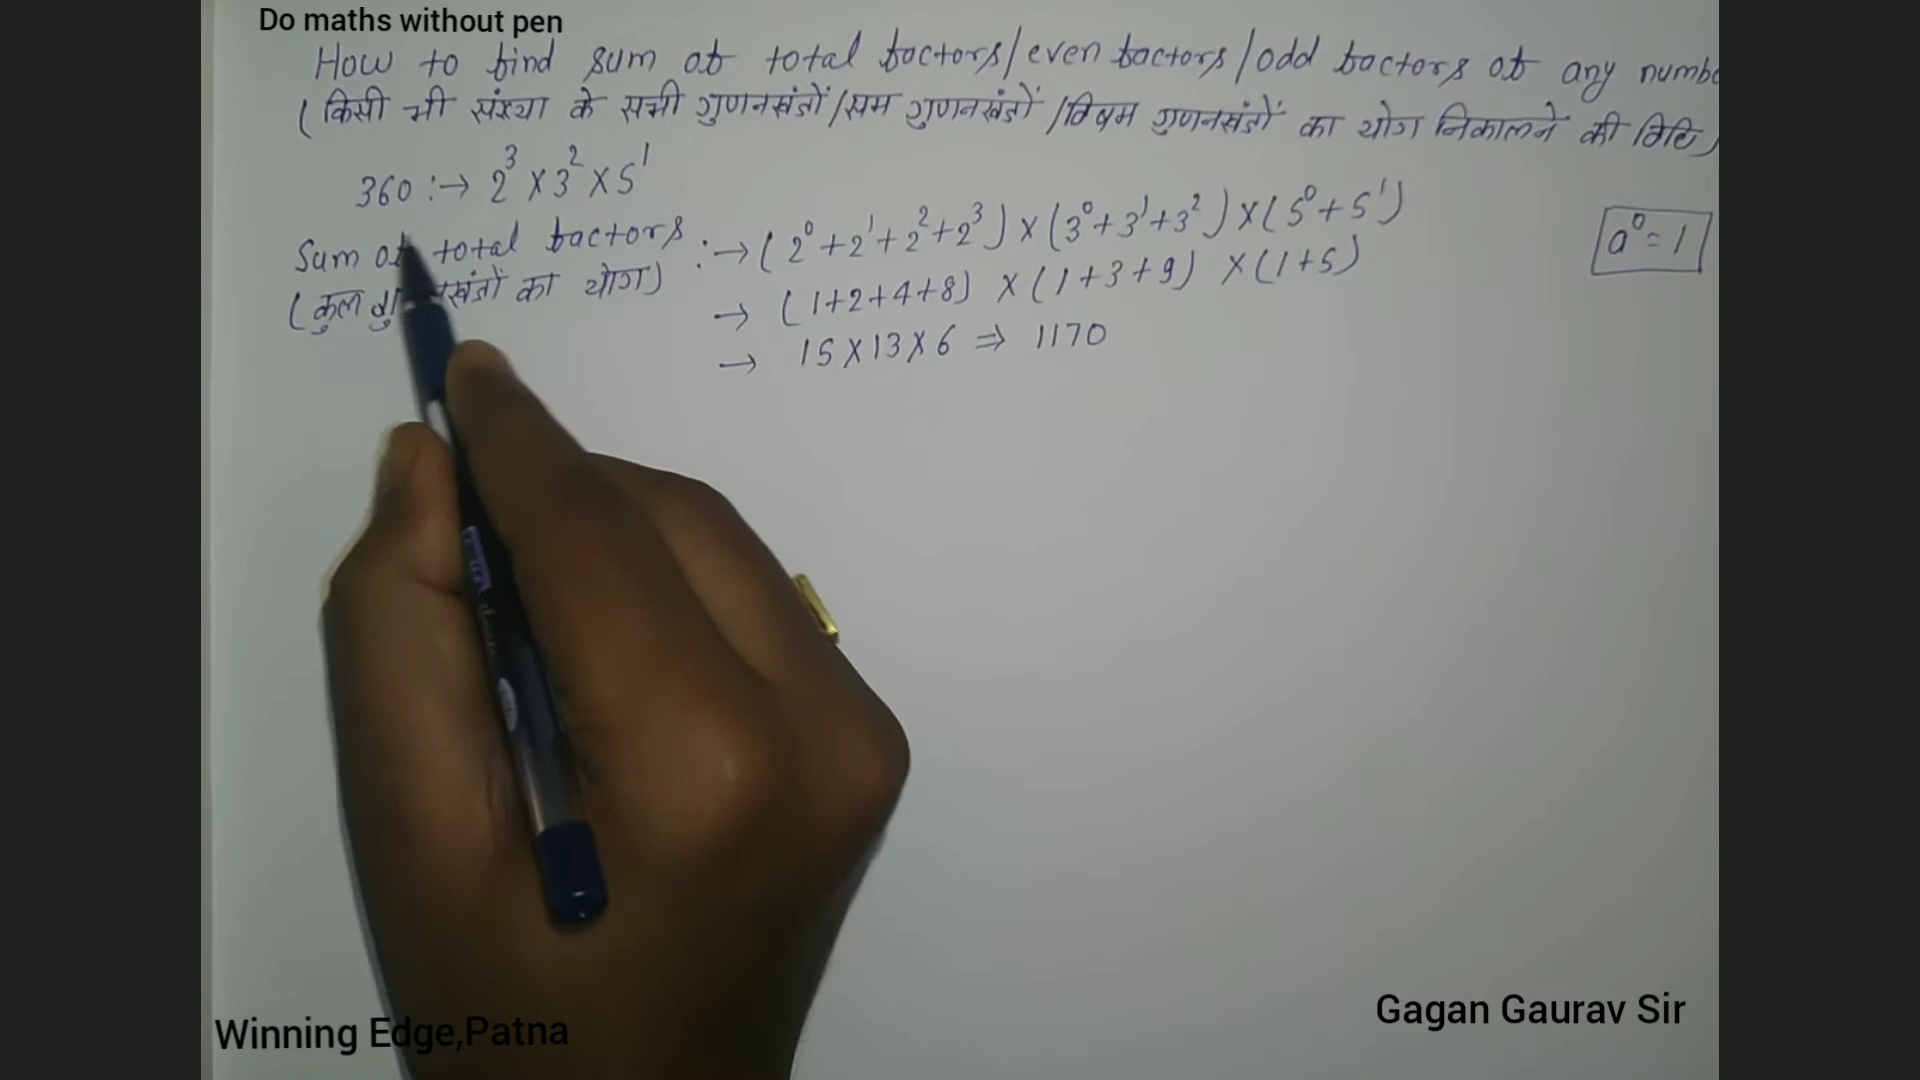 Do maths without pen
How to find sum of total factors/even factors/odd factors of any
(किसी भी संख्या के सभी गुणनखंडों/सम गुणनखंडों/विषम गुणनखंडों का योग निकालने की विधि)
360 :→ 2³ × 3² × 5¹
Sum of total factors :→ (2⁰+2¹+2²+2³) × (3⁰+3¹+3²) × (5⁰+5¹)
a⁰ = 1
(कुल का योग)
→ (1+2+4+8) × (1+3+9) × (1+5)
→ 15×13×6 ⇒ 1170
Winning Edge,Patna
Gagan Gaurav Sir